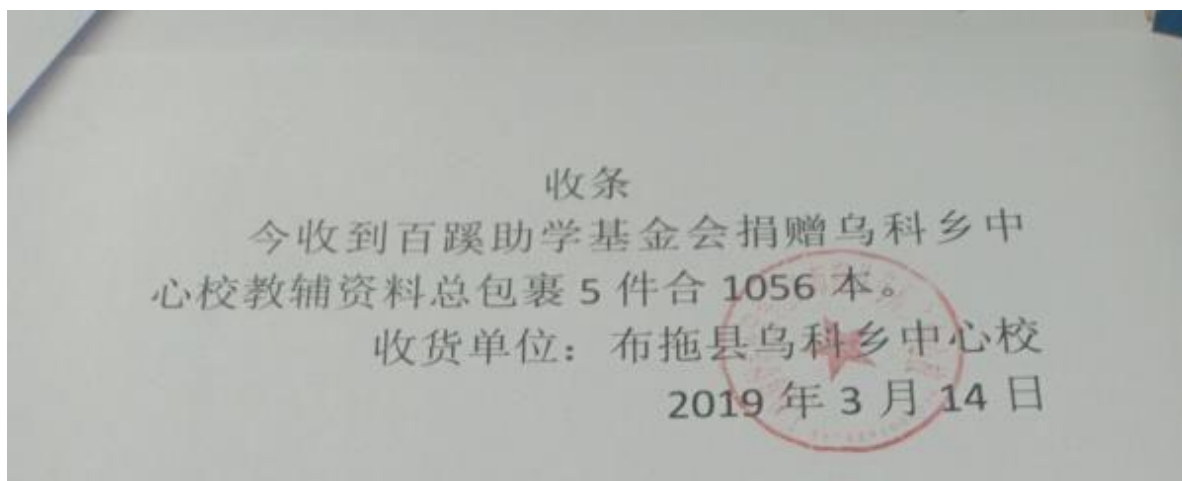 收条
今收到百蹊助学基金会捐赠乌科乡中
心校教辅资料总包裹 5 件合 1056 本。
收货单位：布拖县乌科乡中心校
2019 年 3 月 14 日